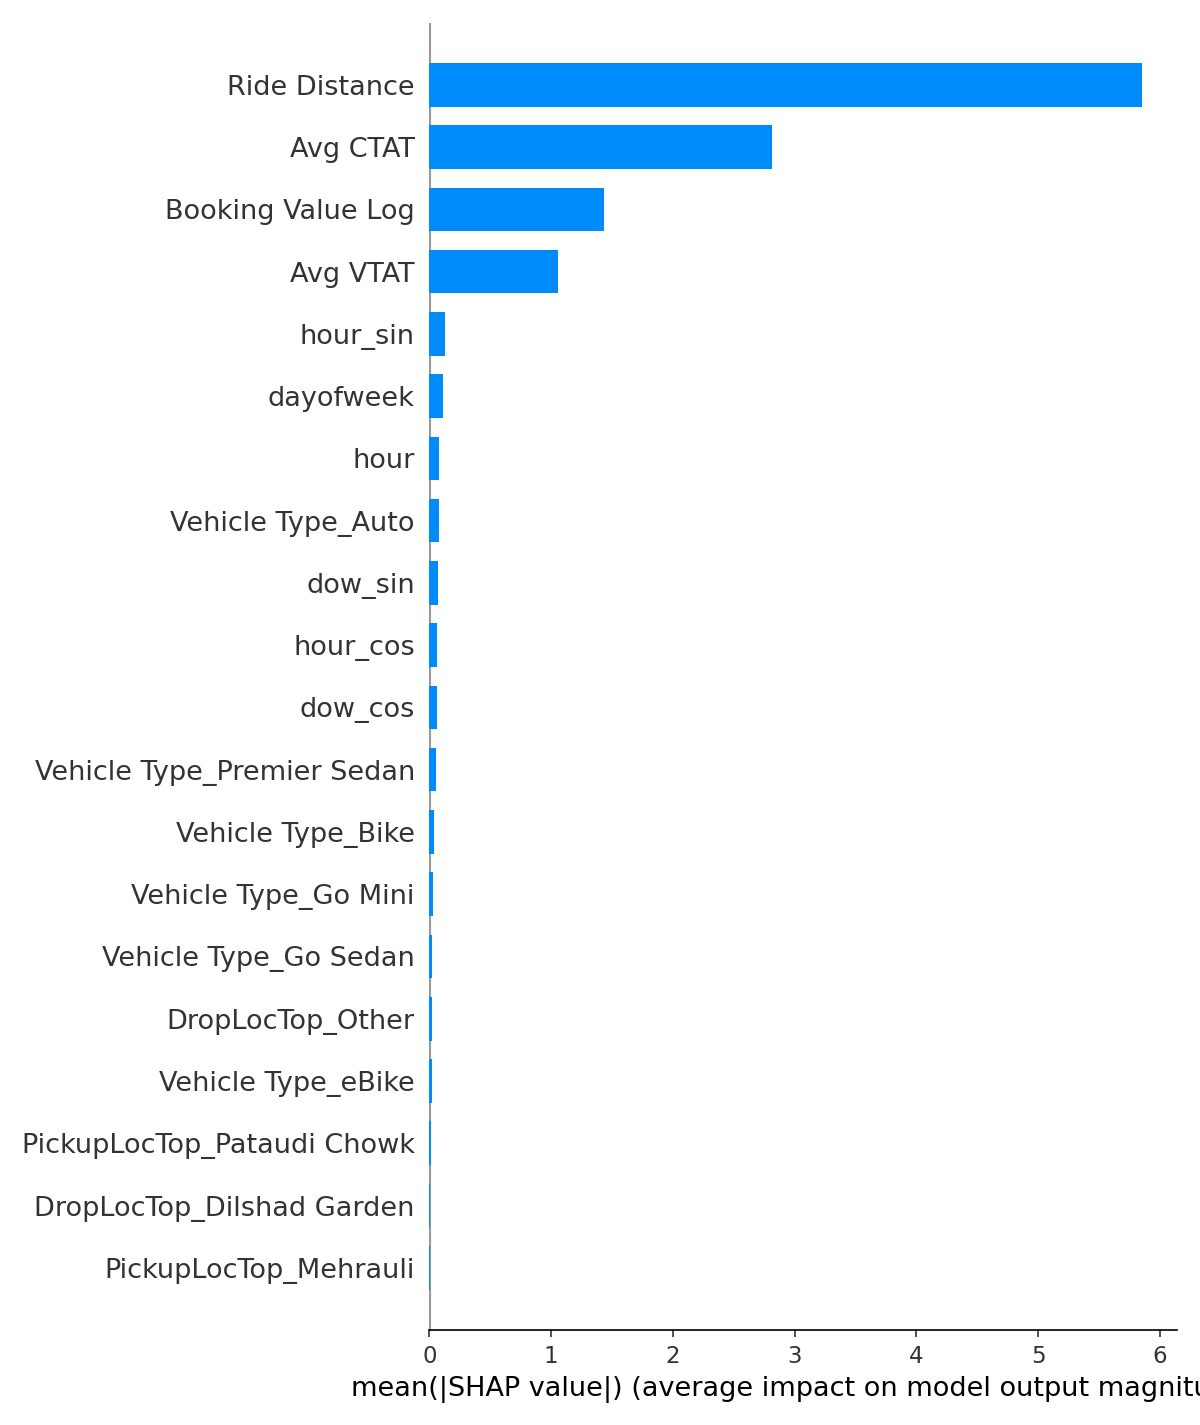 Ride Distance
Avg CTAT
Booking Value Log
Avg VTAT
hour_sin
dayofweek
hour
Vehicle Type_Auto
dow_sin
hour_cos
dow_cos
Vehicle Type_Premier Sedan
Vehicle Type_Bike
Vehicle Type_Go Mini
Vehicle Type_Go Sedan
DropLocTop_Other
Vehicle Type_eBike
PickupLocTop_Pataudi Chowk
DropLocTop_Dilshad Garden
PickupLocTop_Mehrauli
0 1 2 3 4 5 6
mean(|SHAP value|) (average impact on model output